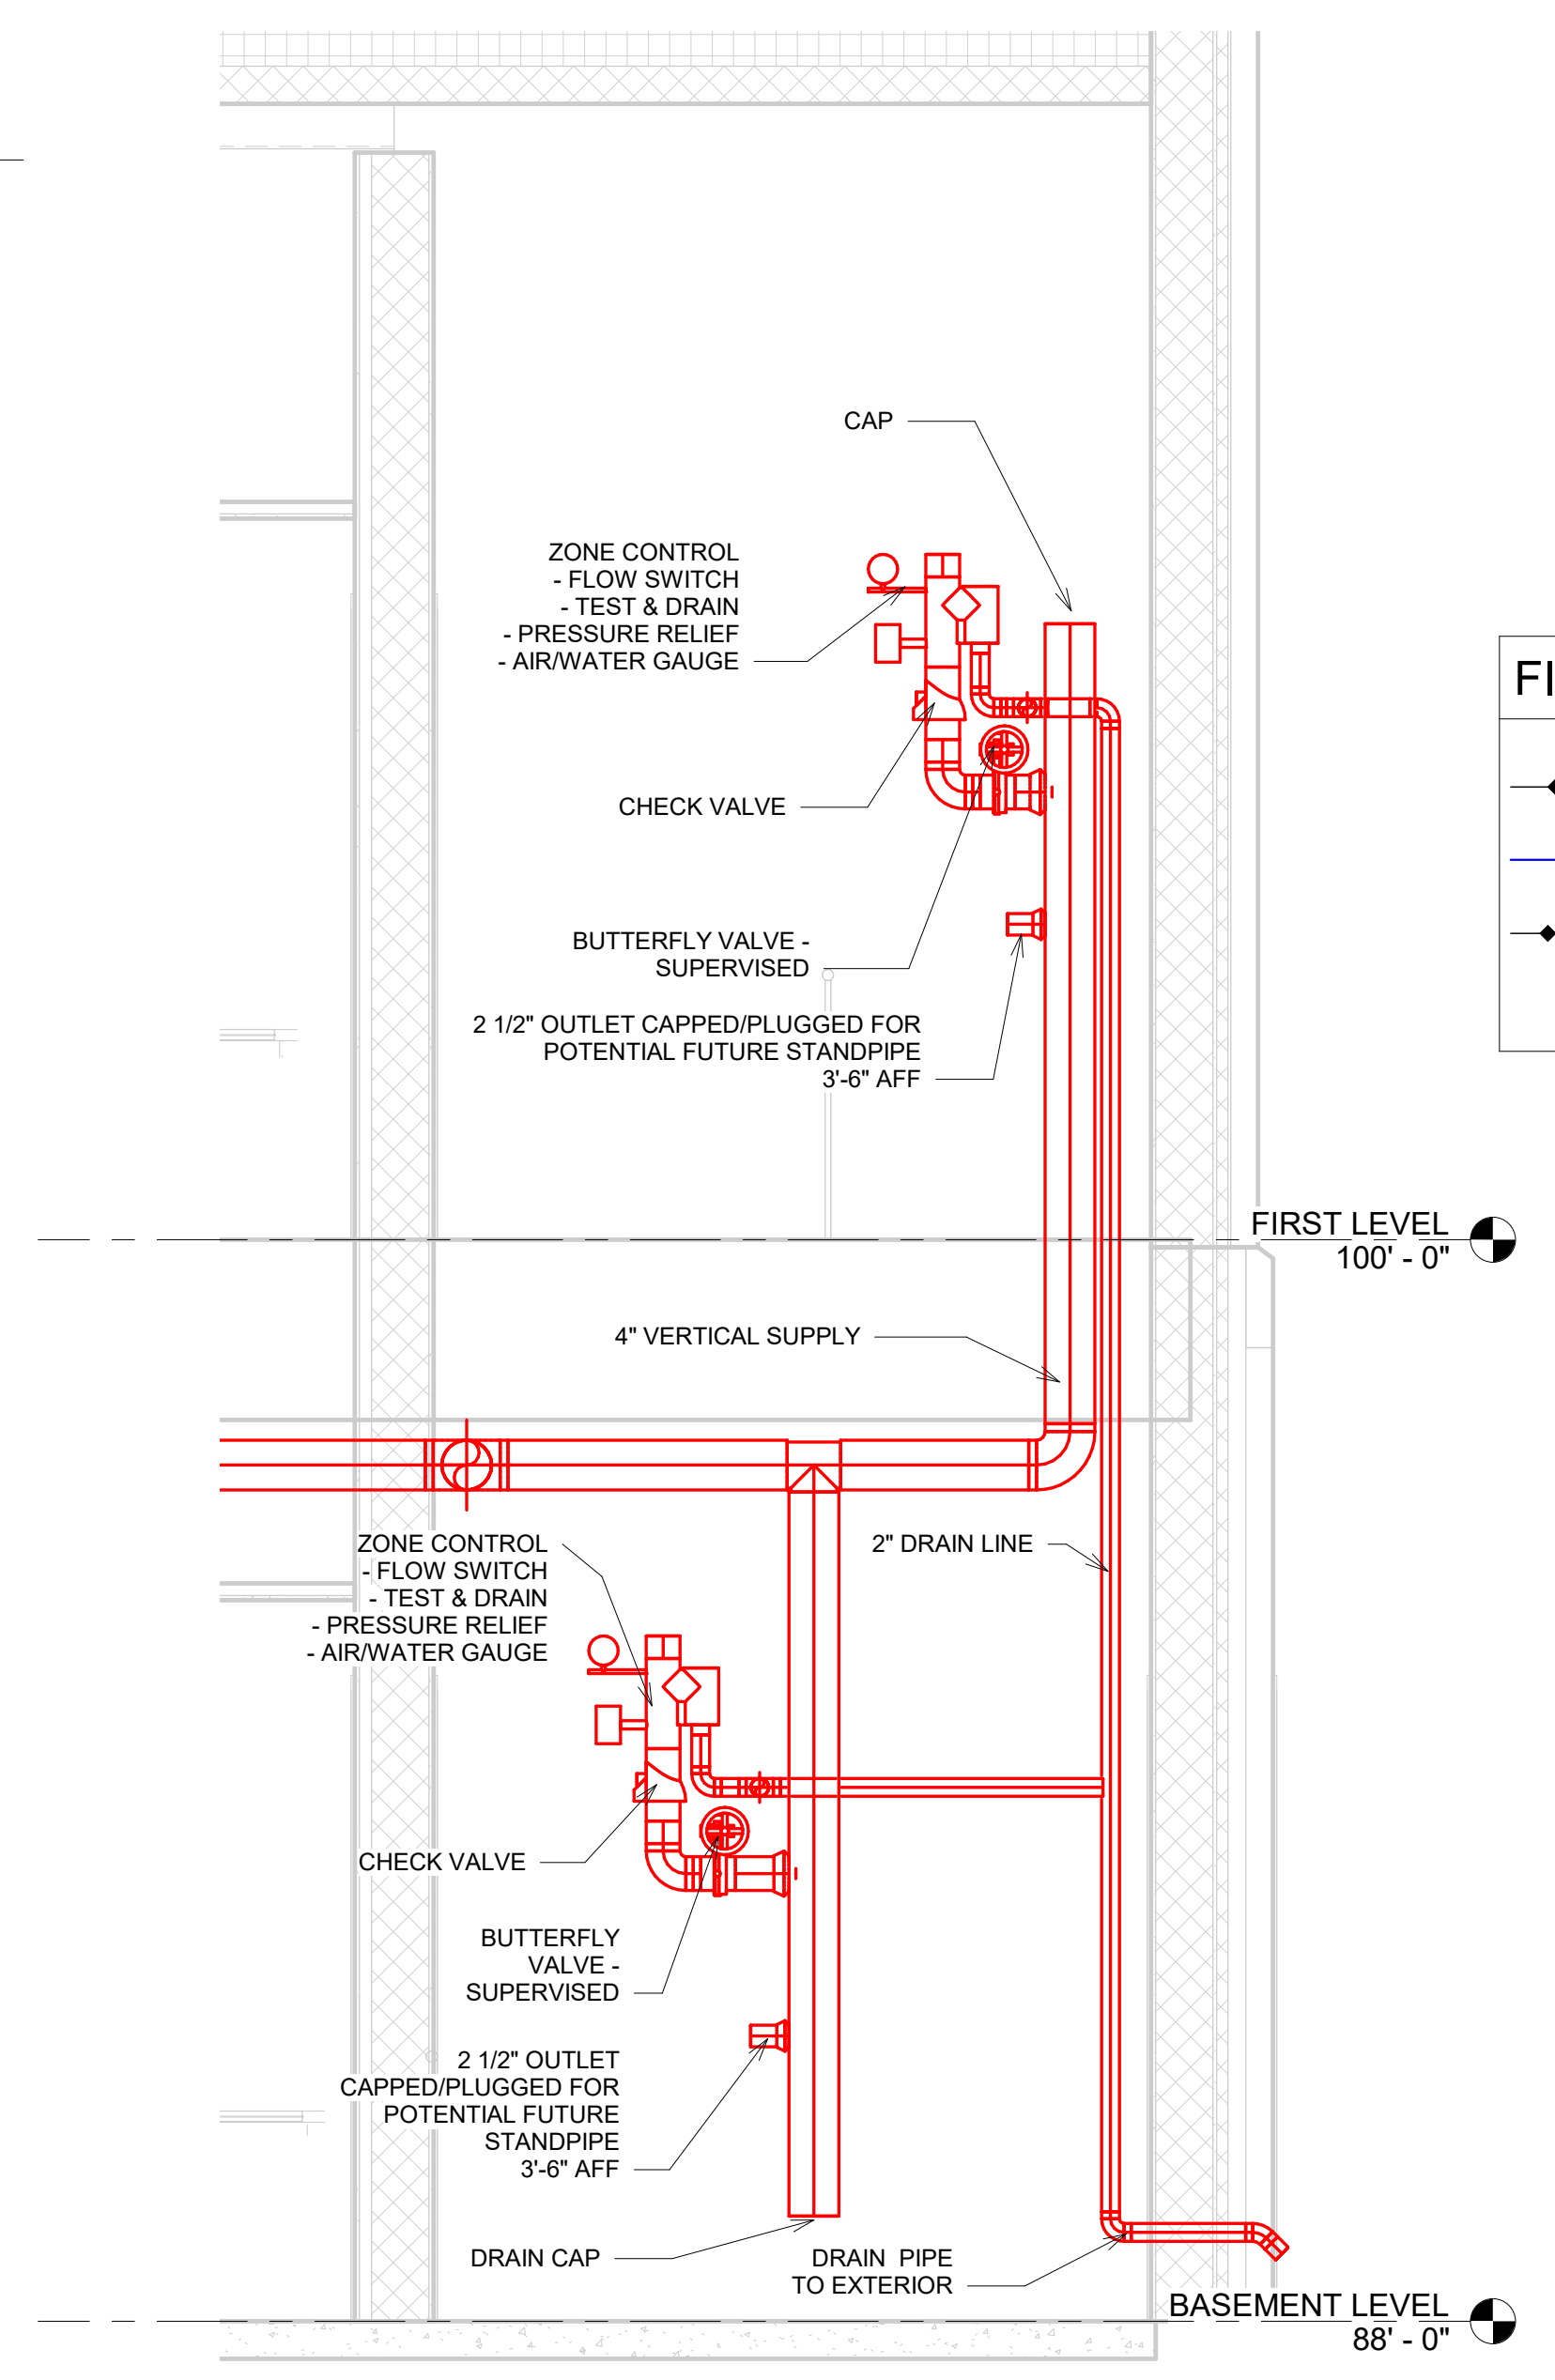 CAP
ZONE CONTROL
- FLOW SWITCH
- TEST & DRAIN
- PRESSURE RELIEF
- AIR/WATER GAUGE
FI
CHECK VALVE
BUTTERFLY VALVE -
SUPERVISED
2 1/2" OUTLET CAPPED/PLUGGED FOR
POTENTIAL FUTURE STANDPIPE
3'-6" AFF
FIRST LEVEL
100' - 0"
4" VERTICAL SUPPLY
ZONE CONTROL
- FLOW SWITCH
- TEST & DRAIN
- PRESSURE RELIEF
- AIR/WATER GAUGE
2" DRAIN LINE
CHECK VALVE
BUTTERFLY
VALVE -
SUPERVISED
2 1/2" OUTLET
CAPPED/PLUGGED FOR
POTENTIAL FUTURE
STANDPIPE
3'-6" AFF
DRAIN CAP
DRAIN PIPE
TO EXTERIOR
BASEMENT LEVEL
88' - 0"